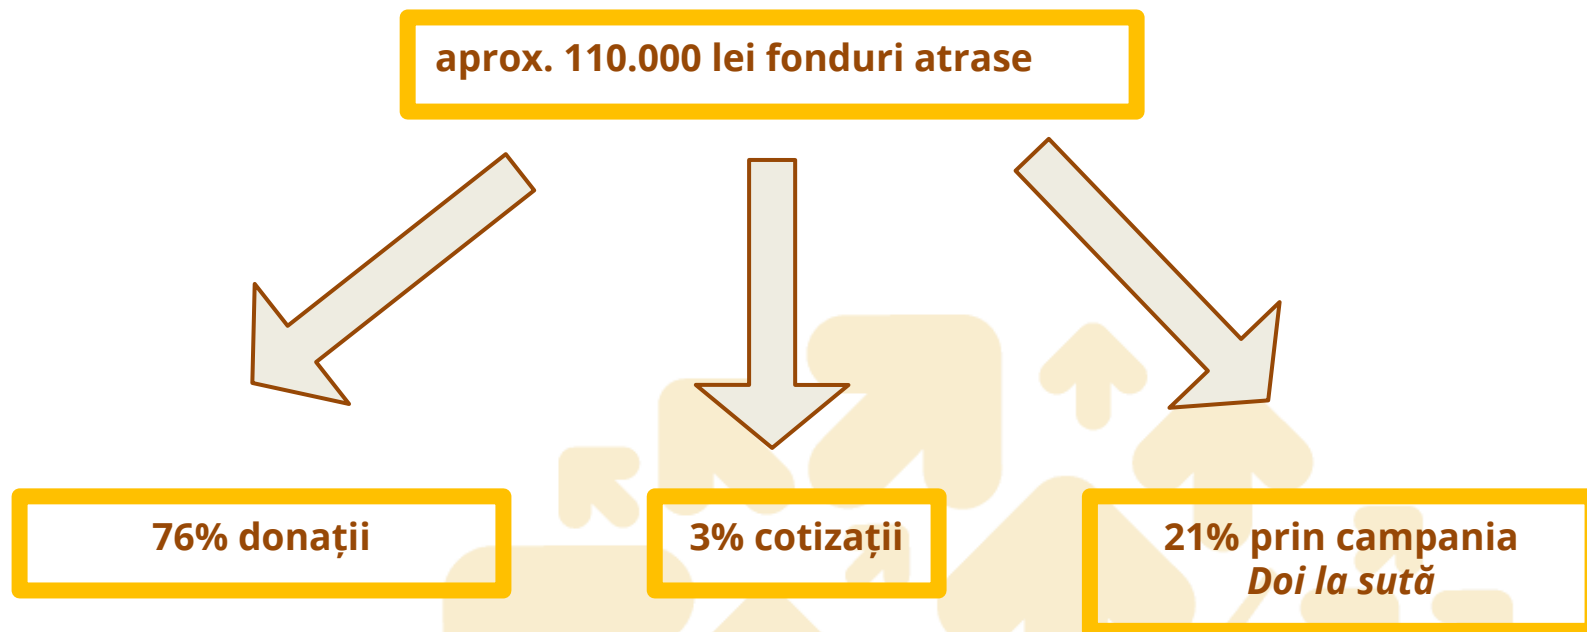 aprox. 110.000 lei fonduri atrase
76% donații
3% cotizații
21% prin campania
Doi la sută